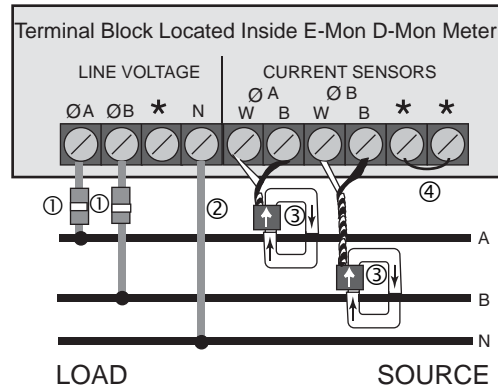 Terminal Block Located Inside E-Mon D-Mon Meter
LINE VOLTAGE CURRENT SENSORS
ØA ØB * N
Ø A Ø B * *
W B W B
① ① ② ③ ④
A
③
B
N
LOAD SOURCE